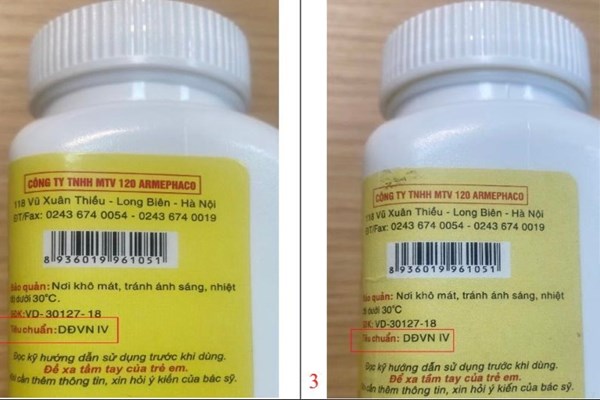 CÔNG TY TNHH MTV 120 ARMEPHACO
118 Vũ Xuân Thiều - Long Biên - Hà Nội
ĐT/Fax: 0243 674 0054 - 0243 674 0019
8 936019 961051
Bảo quản: Nơi khô mát, tránh ánh sáng, nhiệt
độ dưới 30°C.
SĐK:VD- 30127- 18
Tiêu chuẩn: DĐVN IV
Đọc kỹ hướng dẫn sử dụng trước khi dùng.
Để xa tầm tay của trẻ em.
cần thêm thông tin, xin hỏi ý kiến của bác sỹ.
CÔNG TY TNHH MTV 120 ARMEPHACO
118 Vũ Xuân Thiều - Long Biên - Hà Nội
ĐT/Fax: 0243 674 0054 - 0243 674 0019
8 936019 961051
Bảo quản: Nơi khô mát, tránh ánh sáng, nhiệt
độ dưới 30°C
SĐK: VD-30127-18
Tiêu chuẩn: DĐVN IV
Đọc kỹ hướng dẫn sử dụng trước khi dùng.
Để xa tầm tay của trẻ em.
cần thêm thông tin, xin hỏi ý kiến của bác sỹ.
3